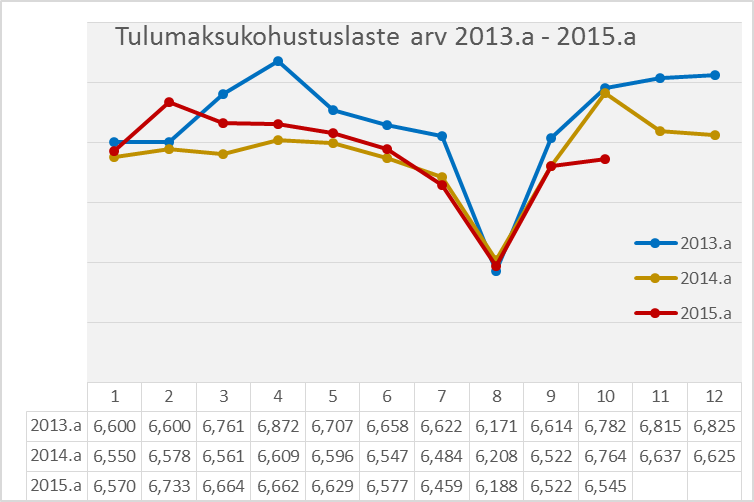 Tulumaksukohustuslaste arv 2013.a - 2015.a
2013.a
2014.a
2015.a
1 2 3 4 5 6 7 8 9 10 11 12
2013.a 6,600 6,600 6,761 6,872 6,707 6,658 6,622 6,171 6,614 6,782 6,815 6,825
2014.a 6,550 6,578 6,561 6,609 6,596 6,547 6,484 6,208 6,522 6,764 6,637 6,625
2015.a 6,570 6,733 6,664 6,662 6,629 6,577 6,459 6,188 6,522 6,545